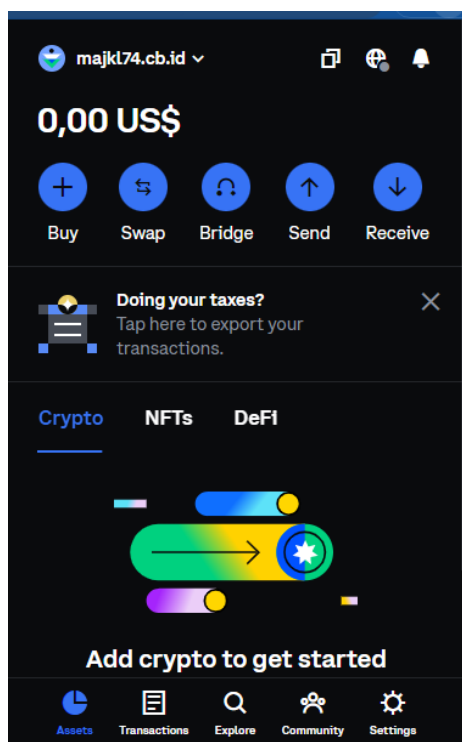 majkl74.cb.id
0,00 US$
Buy Swap Bridge Send Receive
Doing your taxes?
Tap here to export your
transactions.
Crypto NFTs DeFi
Add crypto to get started
Assets Transactions Explore Community Settings